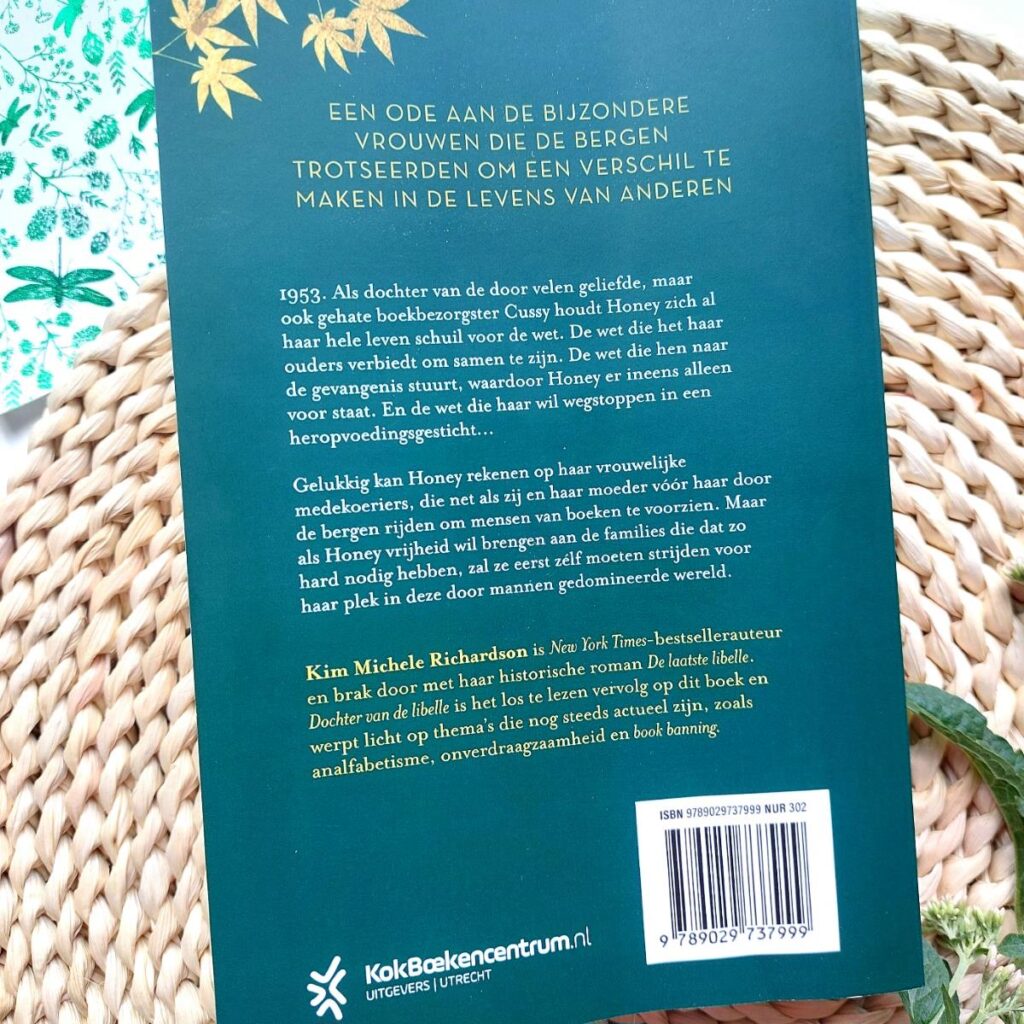 EEN ODE AAN DE BIJZONDERE
VROUWEN DIE DE BERGEN
TROTSEERDEN OM EEN VERSCHIL TE
MAKEN IN DE LEVENS VAN ANDEREN
1953. Als dochter van de door velen geliefde, maar
ook gehate boekbezorgster Cussy houdt Honey zich al
haar hele leven schuil voor de wet. De wet die het haar
ouders verbiedt om samen te zijn. De wet die hen naar
de gevangenis stuurt, waardoor Honey er ineens alleen
voor staat. En de wet die haar wil wegstoppen in een
heropvoedingsgesticht...
Gelukkig kan Honey rekenen op haar vrouwelijke
medekoeriers, die net als zij en haar moeder vóór haar door
de bergen rijden om mensen van boeken te voorzien. Maar
als Honey vrijheid wil brengen aan de families die dat zo
hard nodig hebben, zal ze eerst zélf moeten strijden voor
haar plek in deze door mannen gedomineerde wereld.
Kim Michele Richardson is New York Times-bestsellerauteur
en brak door met haar historische roman De laatste libelle.
Dochter van de libelle is het los te lezen vervolg op dit boek en
werpt licht op thema's die nog steeds actueel zijn, zoals
analfabetisme, onverdraagzaamheid en book banning.
ISBN 9789029737999 NUR 302
9 789029 737999
KokBoekencentrum.nl
UITGEVERS | UTRECHT